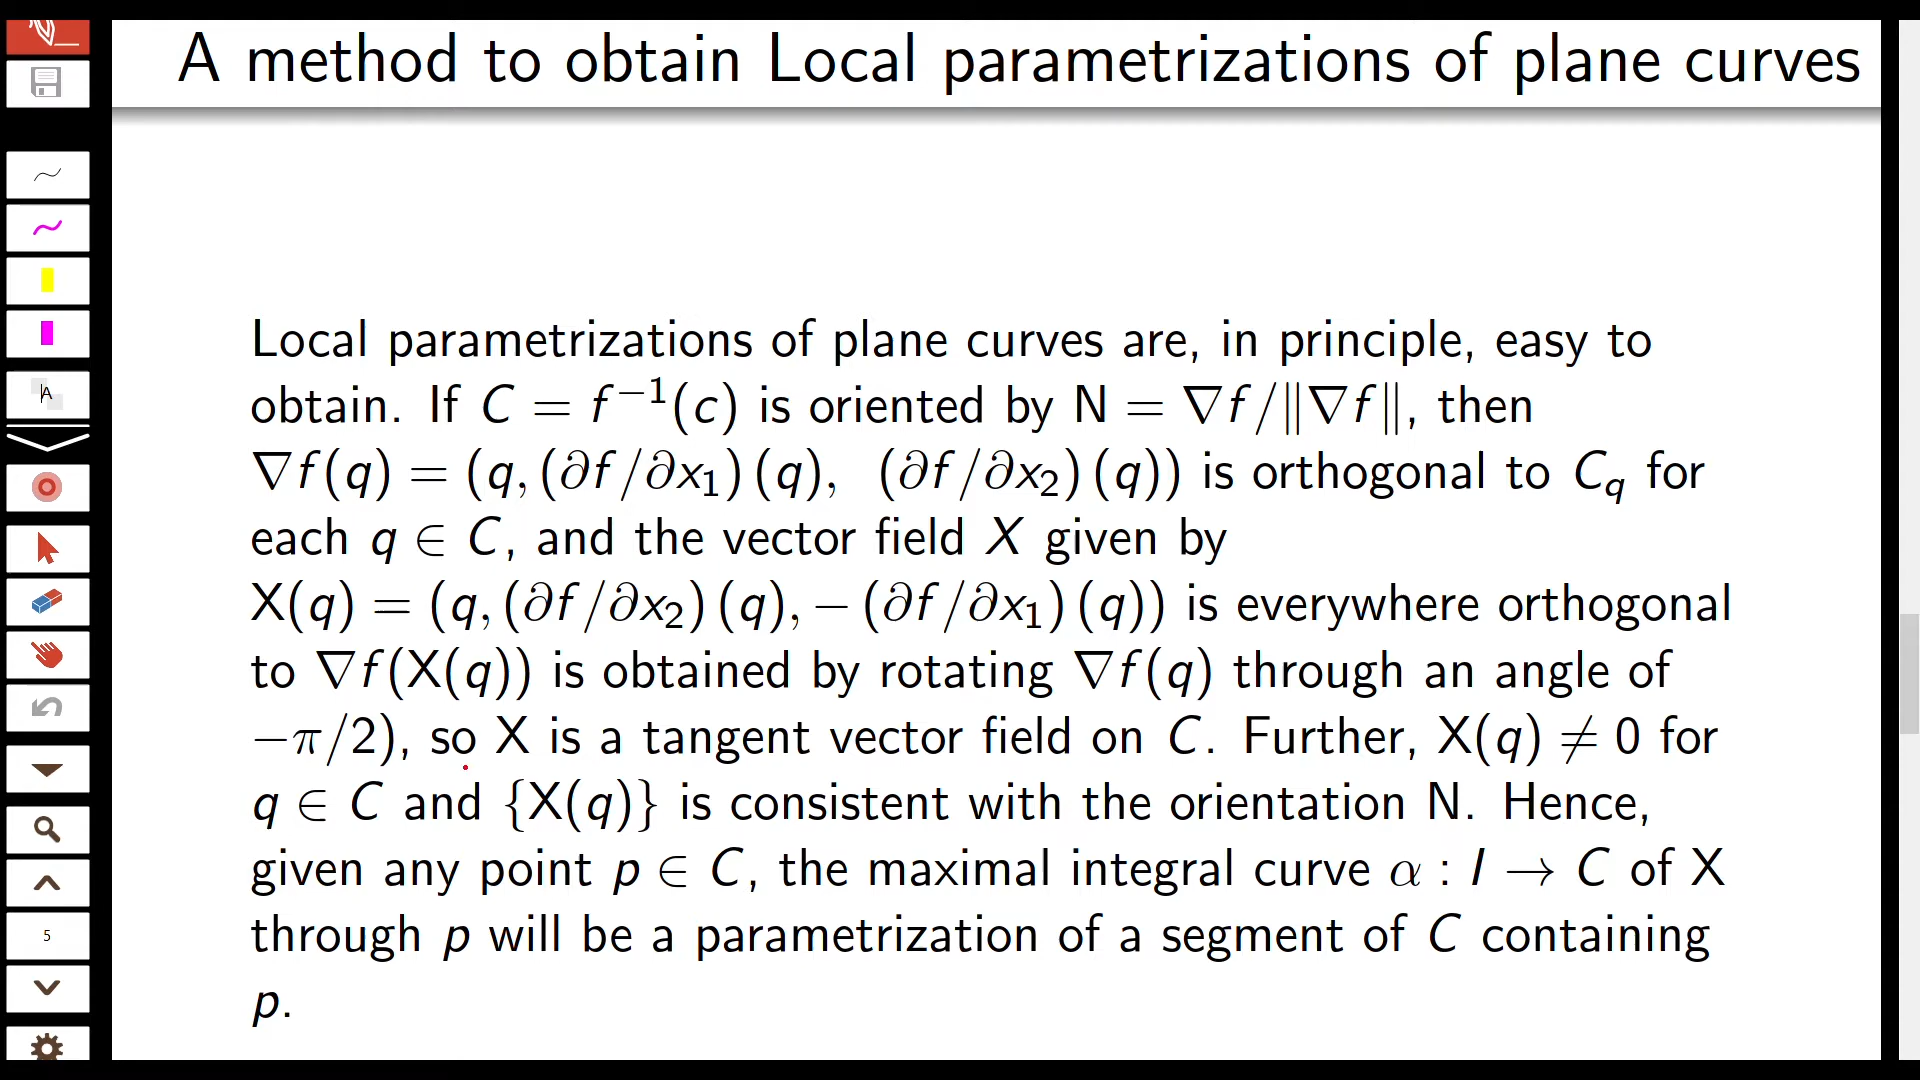 A method to obtain Local parametrizations of plane curves
Local parametrizations of plane curves are, in principle, easy to
obtain. If C = f⁻¹(c) is oriented by N = ∇f/‖∇f‖, then
∇f(q) = (q, (∂f/∂x₁)(q), (∂f/∂x₂)(q)) is orthogonal to C_q for
each q ∈ C, and the vector field X given by
X(q) = (q, (∂f/∂x₂)(q), −(∂f/∂x₁)(q)) is everywhere orthogonal
to ∇f(X(q)) is obtained by rotating ∇f(q) through an angle of
−π/2), so X is a tangent vector field on C. Further, X(q) ≠ 0 for
q ∈ C and {X(q)} is consistent with the orientation N. Hence,
given any point p ∈ C, the maximal integral curve α : I → C of X
through p will be a parametrization of a segment of C containing
p.
A
5